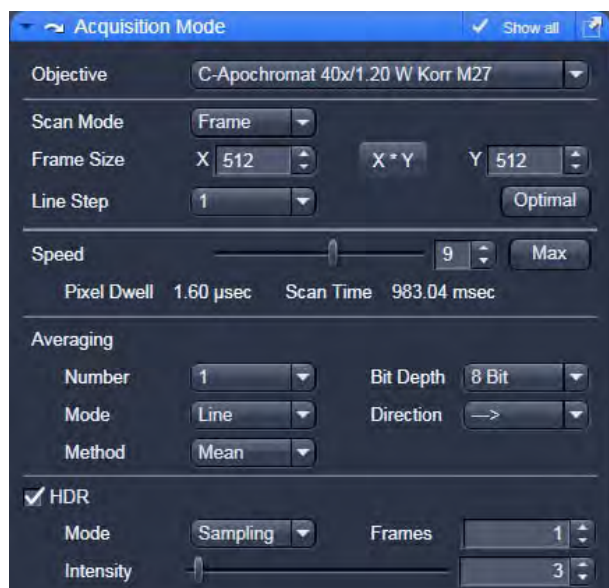 Acquisition Mode Show all
Objective C-Apochromat 40x/1.20 W Korr M27
Scan Mode Frame
Frame Size X 512 X * Y Y 512
Line Step 1 Optimal
Speed 9 Max
Pixel Dwell 1.60 µsec Scan Time 983.04 msec
Averaging
Number 1 Bit Depth 8 Bit
Mode Line Direction —>
Method Mean
HDR
Mode Sampling Frames 1
Intensity 3